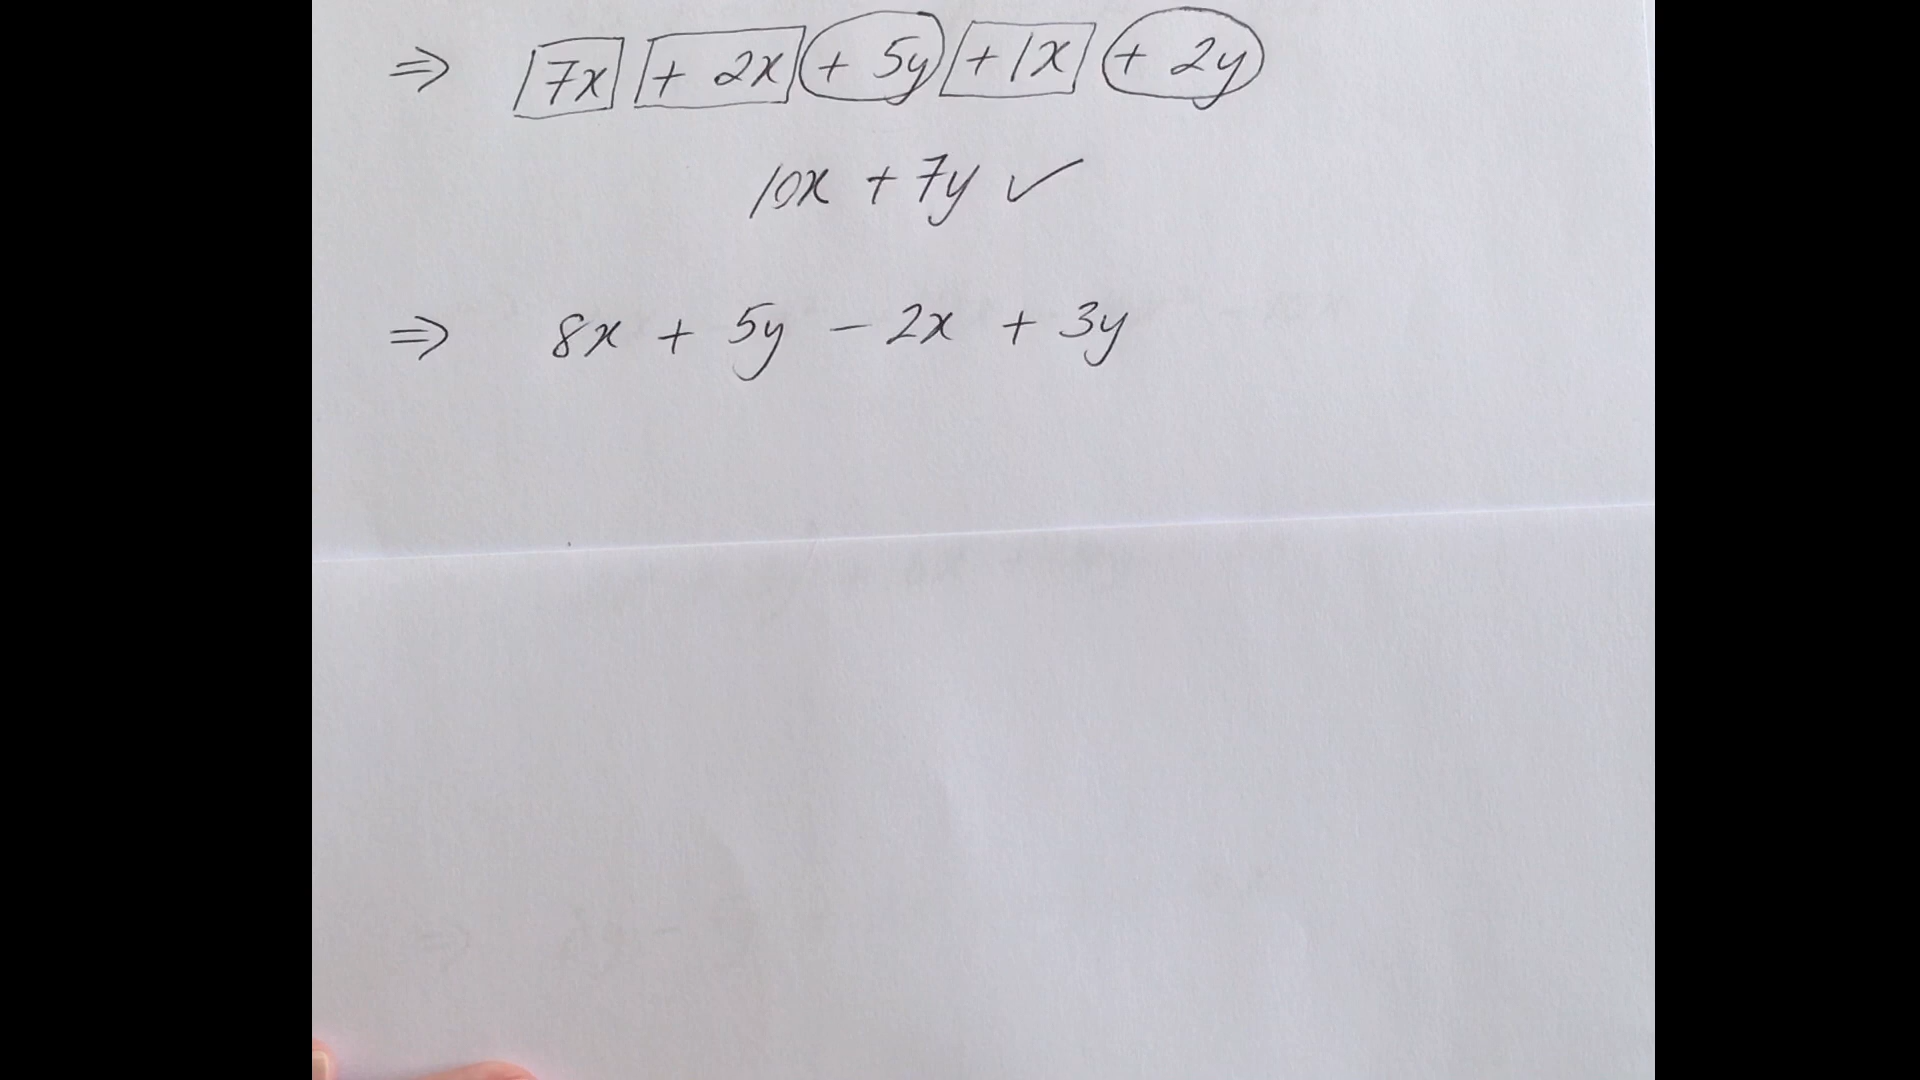 ⇒ 7x + 2x + 5y + 1x + 2y
10x + 7y ✓
⇒ 8x + 5y - 2x + 3y